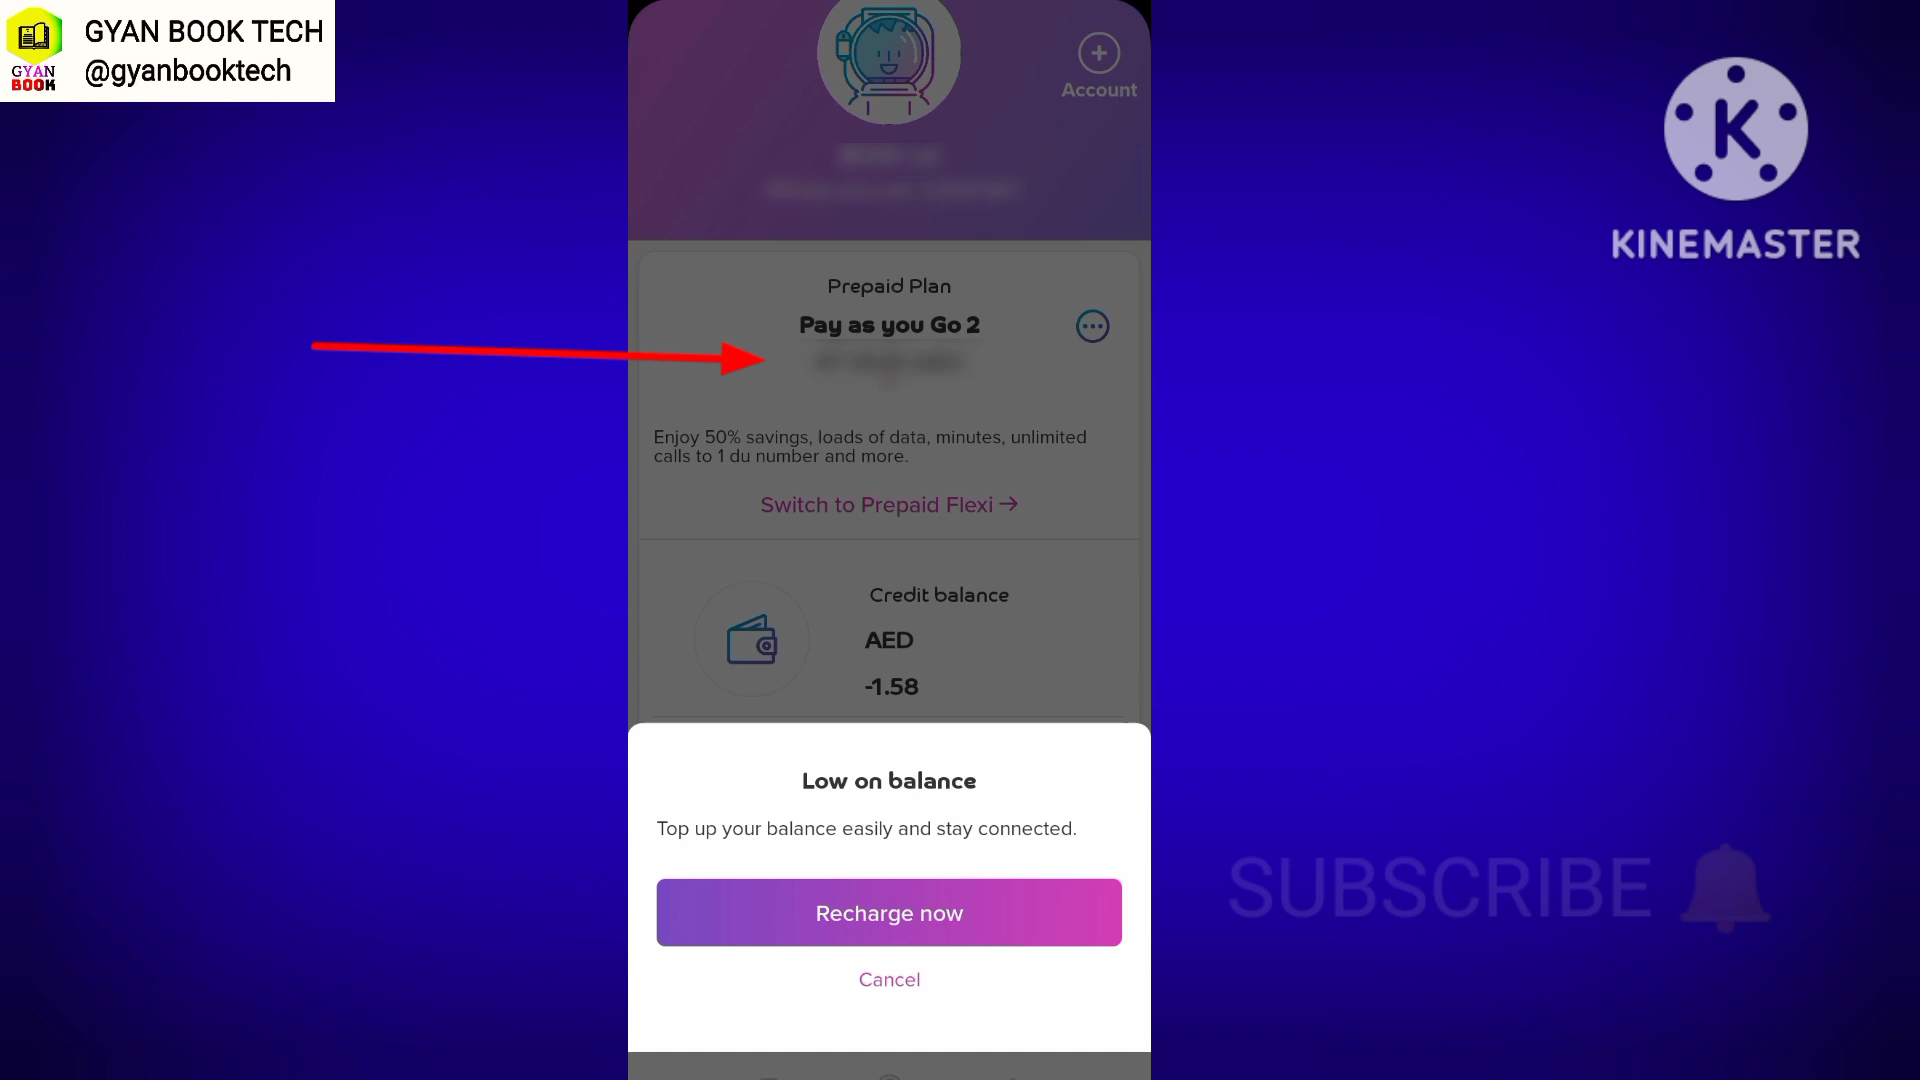 GYAN BOOK TECH
@gyanbooktech
GYAN
BOOK
Account
K
KINEMASTER
Prepaid Plan
Pay as you Go 2
Enjoy 50% savings, loads of data, minutes, unlimited
calls to 1 du number and more.
Switch to Prepaid Flexi →
Credit balance
AED
-1.58
Low on balance
Top up your balance easily and stay connected.
Recharge now
Cancel
SUBSCRIBE